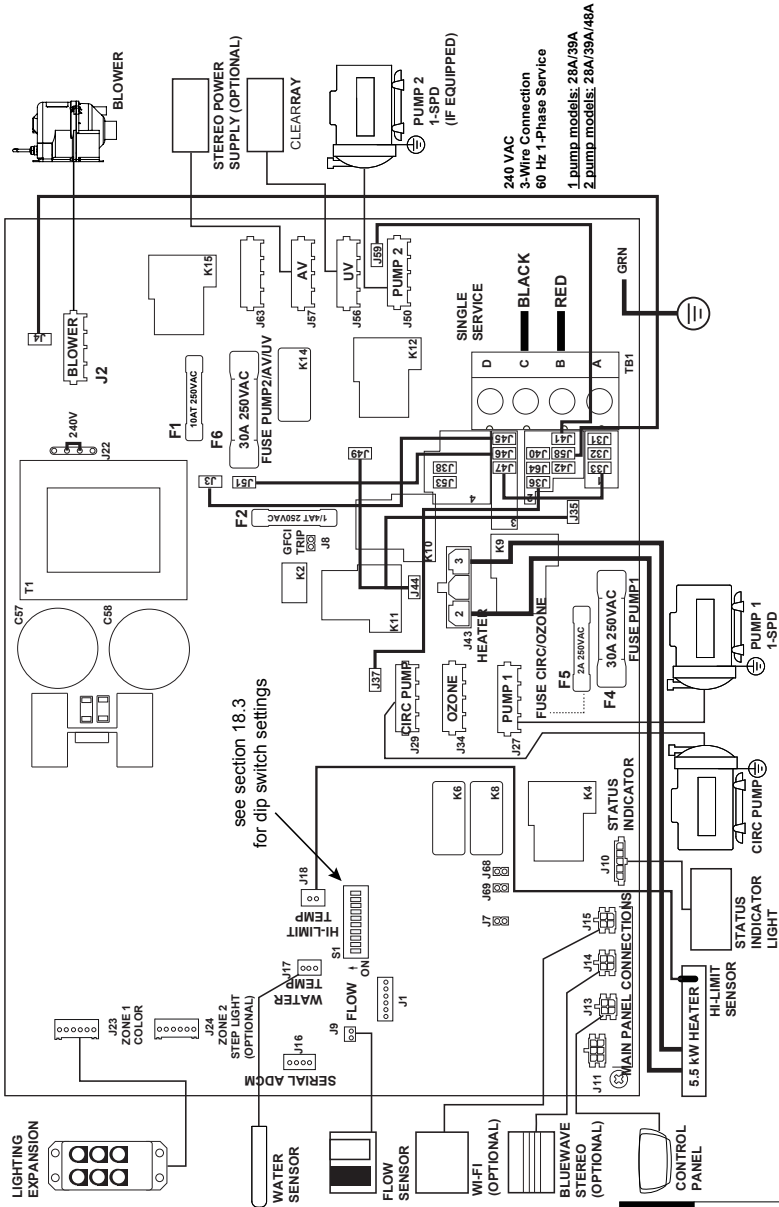 LIGHTING
EXPANSION
WATER
SENSOR
FLOW
SENSOR
WI-FI
(OPTIONAL)
BLUEWAVE
STEREO
(OPTIONAL)
CONTROL
PANEL
J23
ZONE 1
COLOR
J24
ZONE 2
STEP LIGHT
(OPTIONAL)
SERIAL ADCM
J16
WATER
TEMP
J17
J9
FLOW
J1
ON
S1
HI-LIMIT
TEMP
J18
see section 18.3
for dip switch settings
J7
J69
J68
K6
K8
K4
J11
J13
J14
J15
MAIN PANEL CONNECTIONS
J10
STATUS
INDICATOR
STATUS
INDICATOR
LIGHT
5.5 kW HEATER
HI-LIMIT
SENSOR
CIRC PUMP
PUMP 1
1-SPD
C57
C58
T1
J37
CIRC PUMP
J29
OZONE
J34
PUMP 1
J27
FUSE CIRC/OZONE
F5
2A 250VAC
F4
30A 250VAC
FUSE PUMP1
J43
HEATER
2
3
K9
K10
K11
K2
J44
J35
GFCI
TRIP
J8
F2
1/4AT 250VAC
240V
J22
J3
J51
J49
F1
10AT 250VAC
F6
30A 250VAC
FUSE PUMP2/AV/UV
K14
K12
K15
BLOWER
J2
J4
J63
AV
J57
UV
J56
PUMP 2
J50
J59
J53
J38
4
3
2
1
J47
J46
J45
J36
J64
J40
J42
J58
J41
J33
J32
J31
SINGLE
SERVICE
D
C
B
A
TB1
BLACK
RED
GRN
BLOWER
STEREO POWER
SUPPLY (OPTIONAL)
CLEARRAY
PUMP 2
1-SPD
(IF EQUIPPED)
240 VAC
3-Wire Connection
60 Hz 1-Phase Service
1 pump models: 28A/39A
2 pump models: 28A/39A/48A